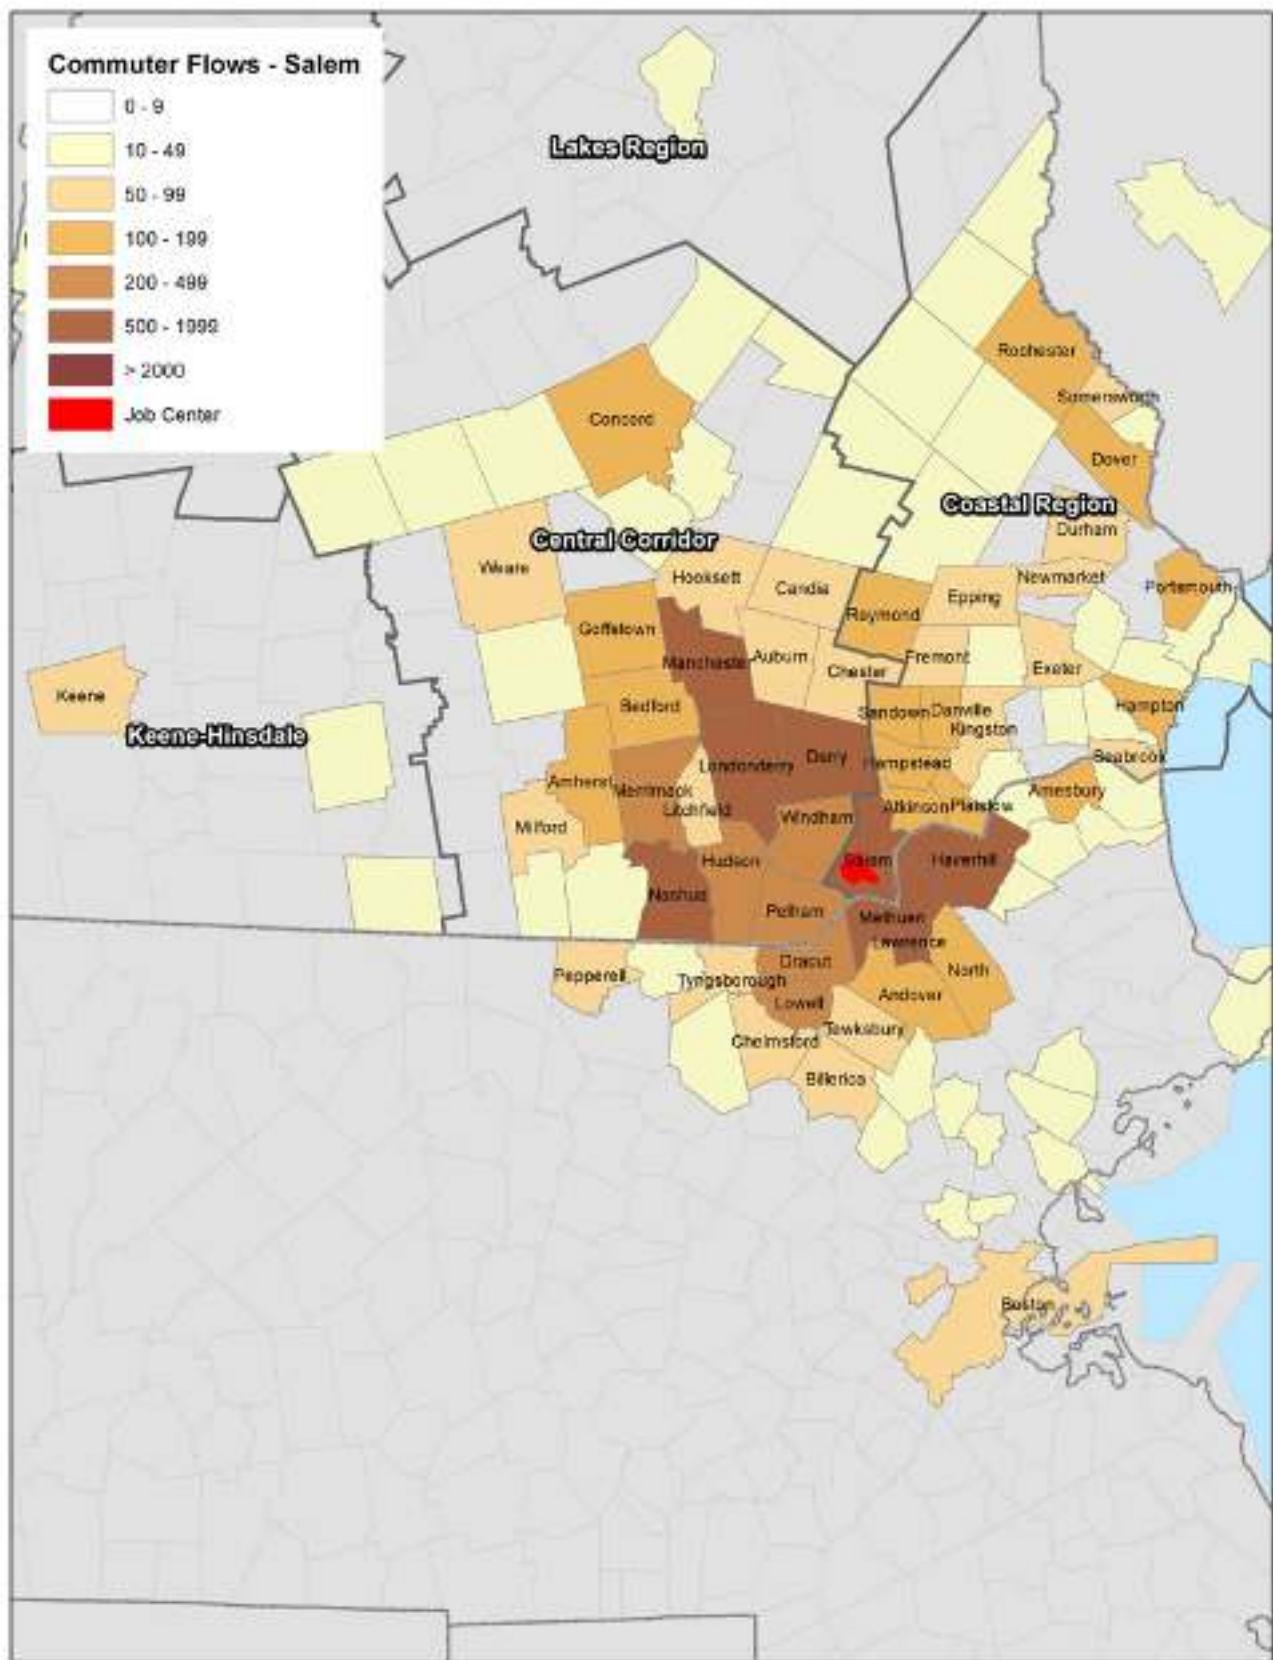 Commuter Flows - Salem
0 - 9
10 - 49
50 - 99
100 - 199
200 - 499
500 - 1999
> 2000
Job Center
Lakes Region
Rochester
Somersworth
Concord
Dover
Coastal Region
Central Corridor
Durham
Weare
Hooksett
Candia
Newmarket
Portsmouth
Epping
Raymond
Goffstown
Manchester
Auburn
Fremont
Chester
Exeter
Keene
Bedford
Sandown
Danville
Hampton
Kingston
Keene-Hinsdale
Londonderry
Derry
Seabrook
Hempstead
Amherst
Merrimack
Amesbury
Litchfield
Atkinson
Plaistow
Windham
Milford
Hudson
Salem
Haverhill
Nashua
Pelham
Methuen
Lawrence
Dracut
North
Pepperell
Tyngsborough
Andover
Lowell
Tewksbury
Chelmsford
Billerica
Boston